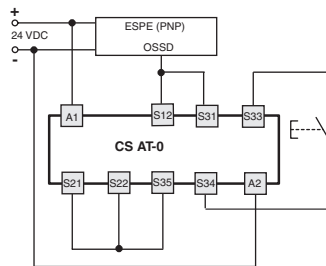 +
24 VDC
-
ESPE (PNP)
OSSD
A1
S12
S31
S33
CS AT-0
S21
S22
S35
S34
A2